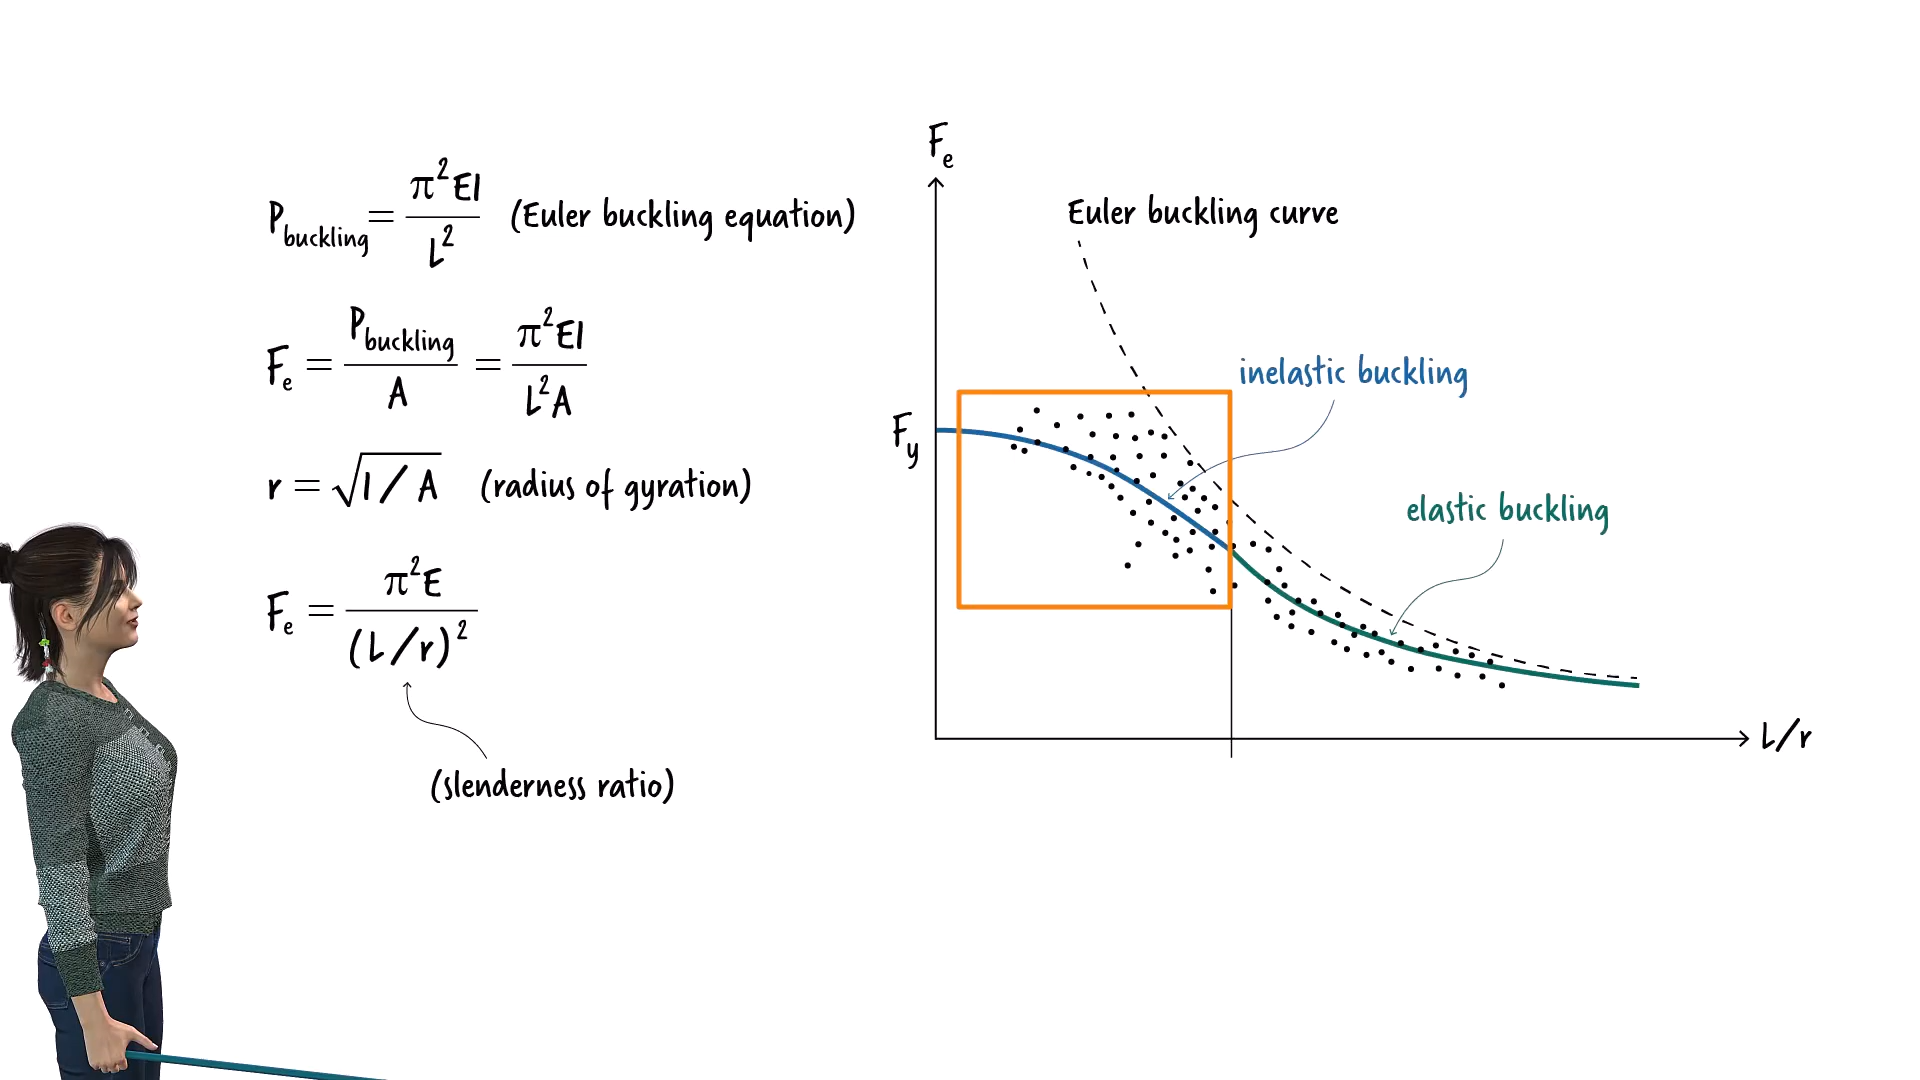 P_buckling = π²EI / L² (Euler buckling equation)
F_e = P_buckling / A = π²EI / L²A
r = √I / A (radius of gyration)
F_e = π²E / (L/r)²
(slenderness ratio)
F_e
Euler buckling curve
inelastic buckling
F_y
elastic buckling
L/r